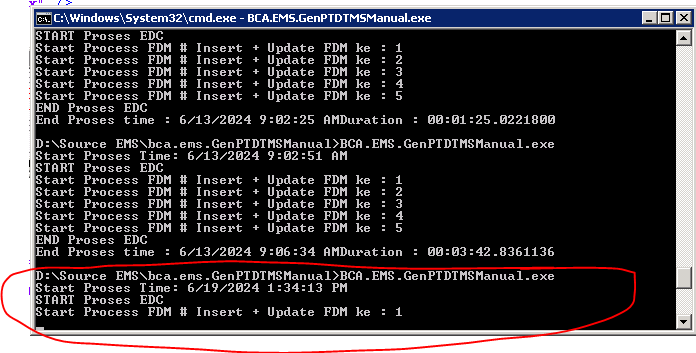 x" />
C:\Windows\System32\cmd.exe - BCA.EMS.GenPTDTMSManual.exe
START Proses EDC
Start Process FDM # Insert + Update FDM ke : 1
Start Process FDM # Insert + Update FDM ke : 2
Start Process FDM # Insert + Update FDM ke : 3
Start Process FDM # Insert + Update FDM ke : 4
Start Process FDM # Insert + Update FDM ke : 5
END Proses EDC
End Proses time : 6/13/2024 9:02:25 AMDuration : 00:01:25.0221800
D:\Source EMS\bca.ems.GenPTDTMSManual>BCA.EMS.GenPTDTMSManual.exe
Start Proses Time: 6/13/2024 9:02:51 AM
START Proses EDC
Start Process FDM # Insert + Update FDM ke : 1
Start Process FDM # Insert + Update FDM ke : 2
Start Process FDM # Insert + Update FDM ke : 3
Start Process FDM # Insert + Update FDM ke : 4
Start Process FDM # Insert + Update FDM ke : 5
END Proses EDC
End Proses time : 6/13/2024 9:06:34 AMDuration : 00:03:42.8361136
D:\Source EMS\bca.ems.GenPTDTMSManual>BCA.EMS.GenPTDTMSManual.exe
Start Proses Time: 6/19/2024 1:34:13 PM
START Proses EDC
Start Process FDM # Insert + Update FDM ke : 1